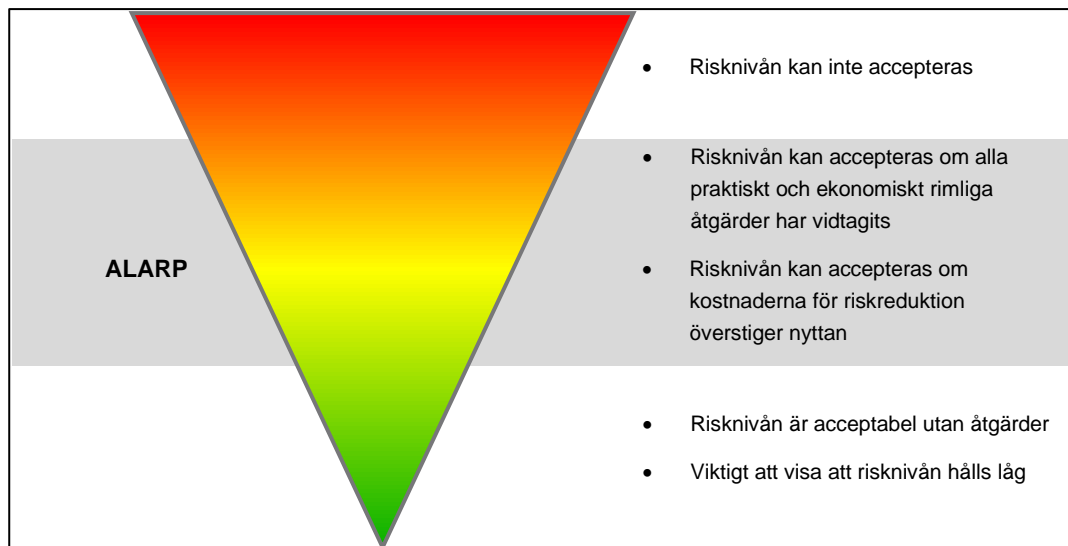 • Risknivån kan inte accepteras
• Risknivån kan accepteras om alla
praktiskt och ekonomiskt rimliga
åtgärder har vidtagits
ALARP
• Risknivån kan accepteras om
kostnaderna för riskreduktion
överstiger nyttan
• Risknivån är acceptabel utan åtgärder
• Viktigt att visa att risknivån hålls låg